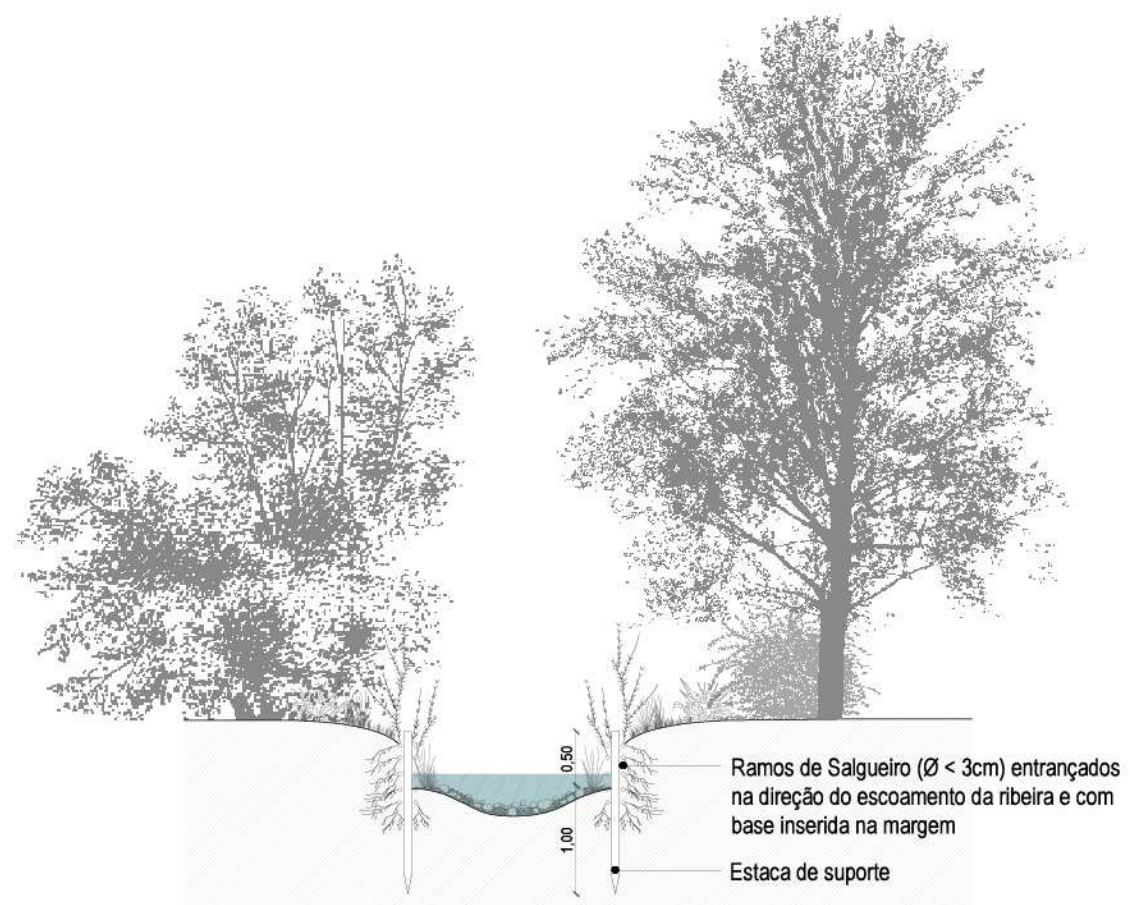 0,50
1,00
Ramos de Salgueiro (Ø < 3cm) entrançados
na direção do escoamento da ribeira e com
base inserida na margem
Estaca de suporte